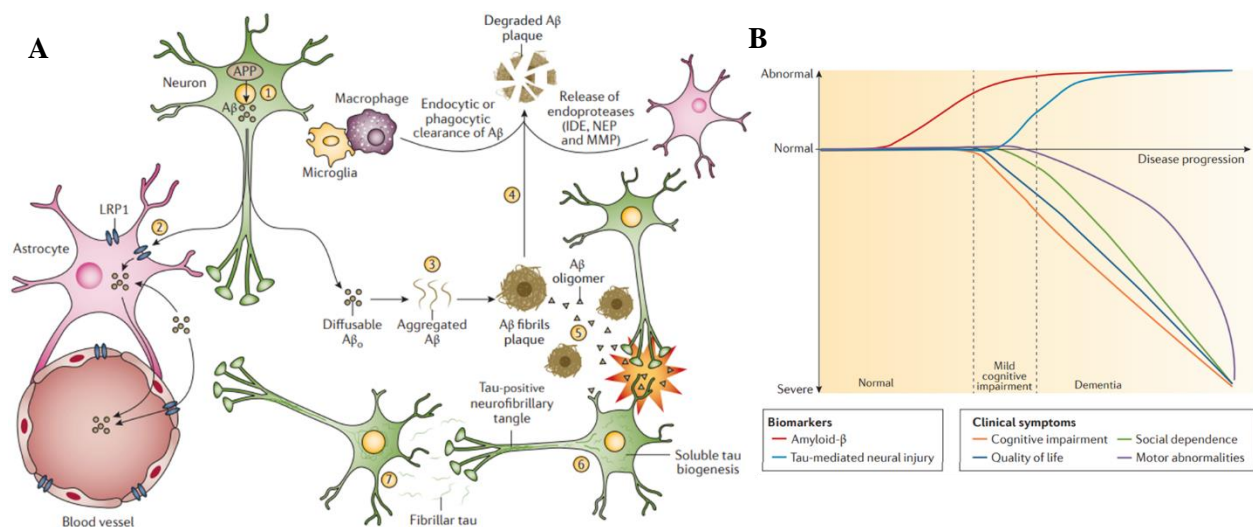 A
Neuron
APP
1
Aβ
Macrophage
Microglia
Endocytic or
phagocytic
clearance of Aβ
Degraded Aβ
plaque
Release of
endoproteases
(IDE, NEP
and MMP)
4
LRP1
2
Astrocyte
3
Diffusable
Aβo
Aggregated
Aβ
Aβ fibrils
plaque
Aβ
oligomer
5
Tau-positive
neurofibrillary
tangle
6
Soluble tau
biogenesis
7
Fibrillar tau
Blood vessel
B
Abnormal
Normal
Disease progression
Severe
Normal
Mild
cognitive
impairment
Dementia
Biomarkers
Amyloid-β
Tau-mediated neural injury
Clinical symptoms
Cognitive impairment
Quality of life
Social dependence
Motor abnormalities